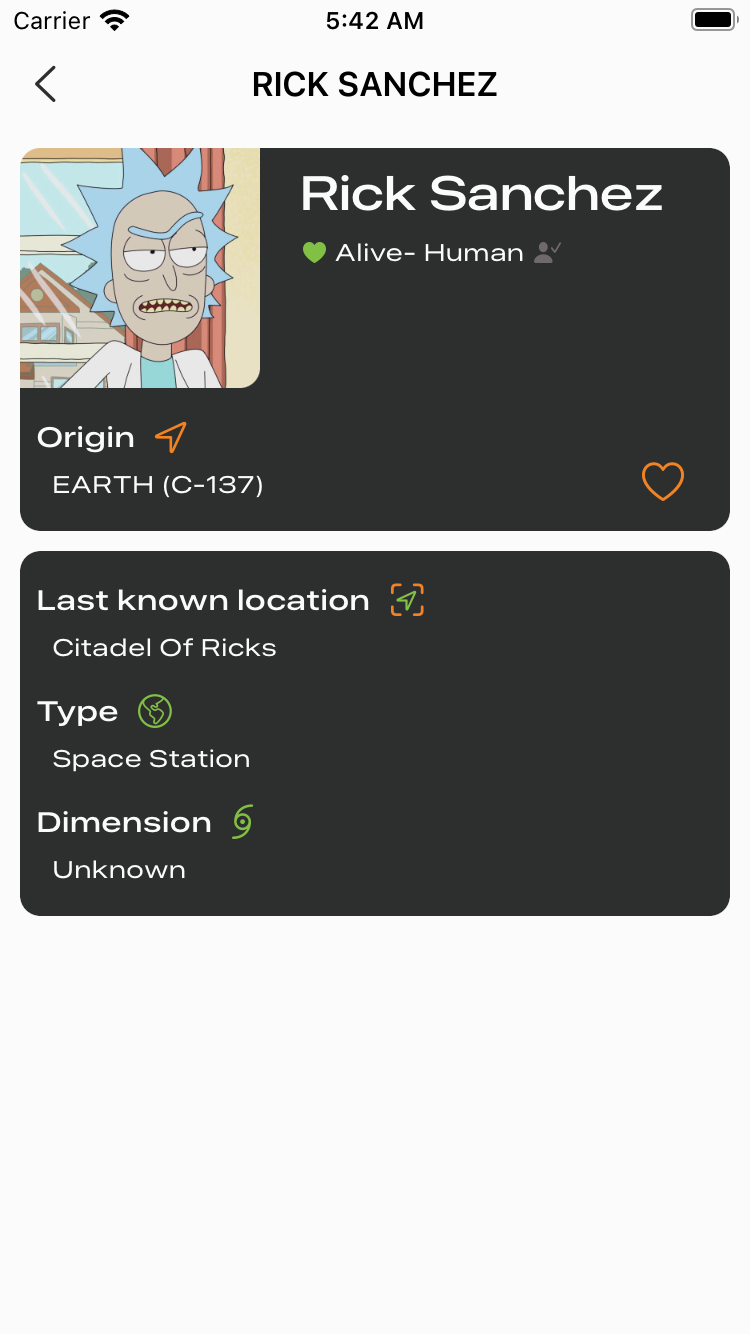 Carrier 5:42 AM
RICK SANCHEZ
Rick Sanchez
Alive- Human
Origin
EARTH (C-137)
Last known location
Citadel Of Ricks
Type
Space Station
Dimension
Unknown